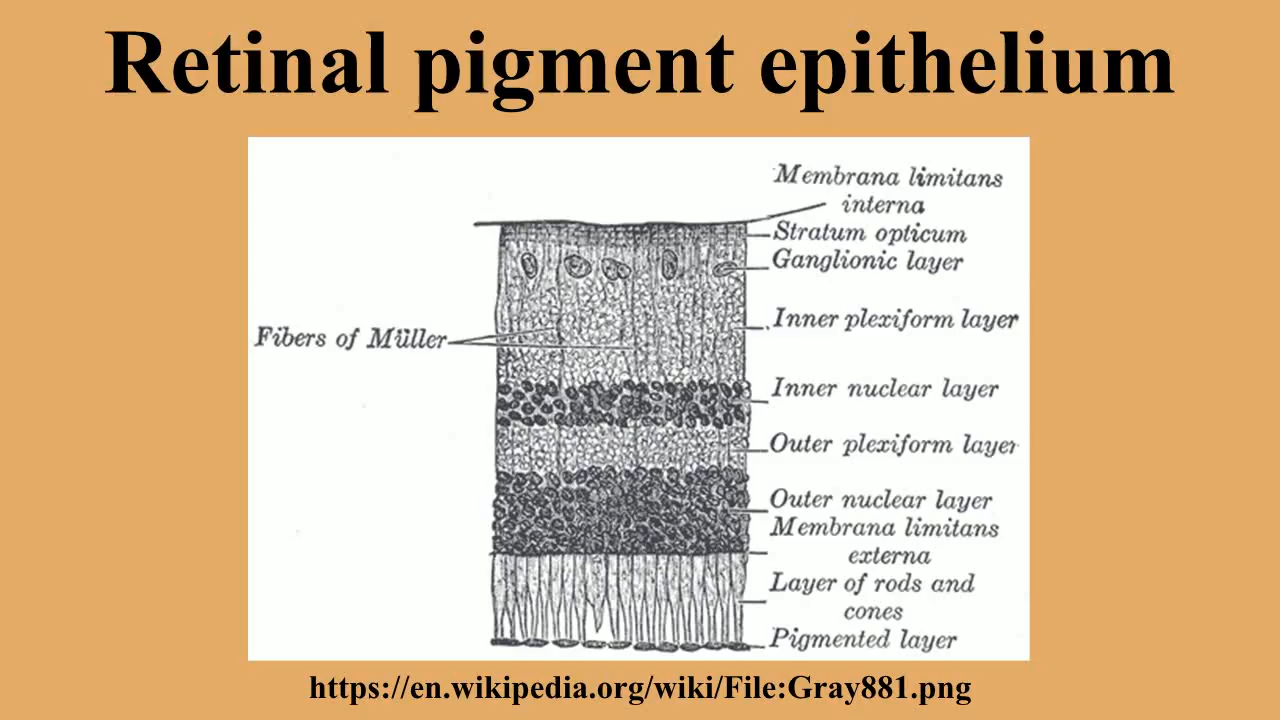 Retinal pigment epithelium
Membrana limitans
interna
Stratum opticum
Ganglionic layer
Inner plexiform layer
Fibers of Müller
Inner nuclear layer
Outer plexiform layer
Outer nuclear layer
Membrana limitans
externa
Layer of rods and
cones
Pigmented layer
https://en.wikipedia.org/wiki/File:Gray881.png